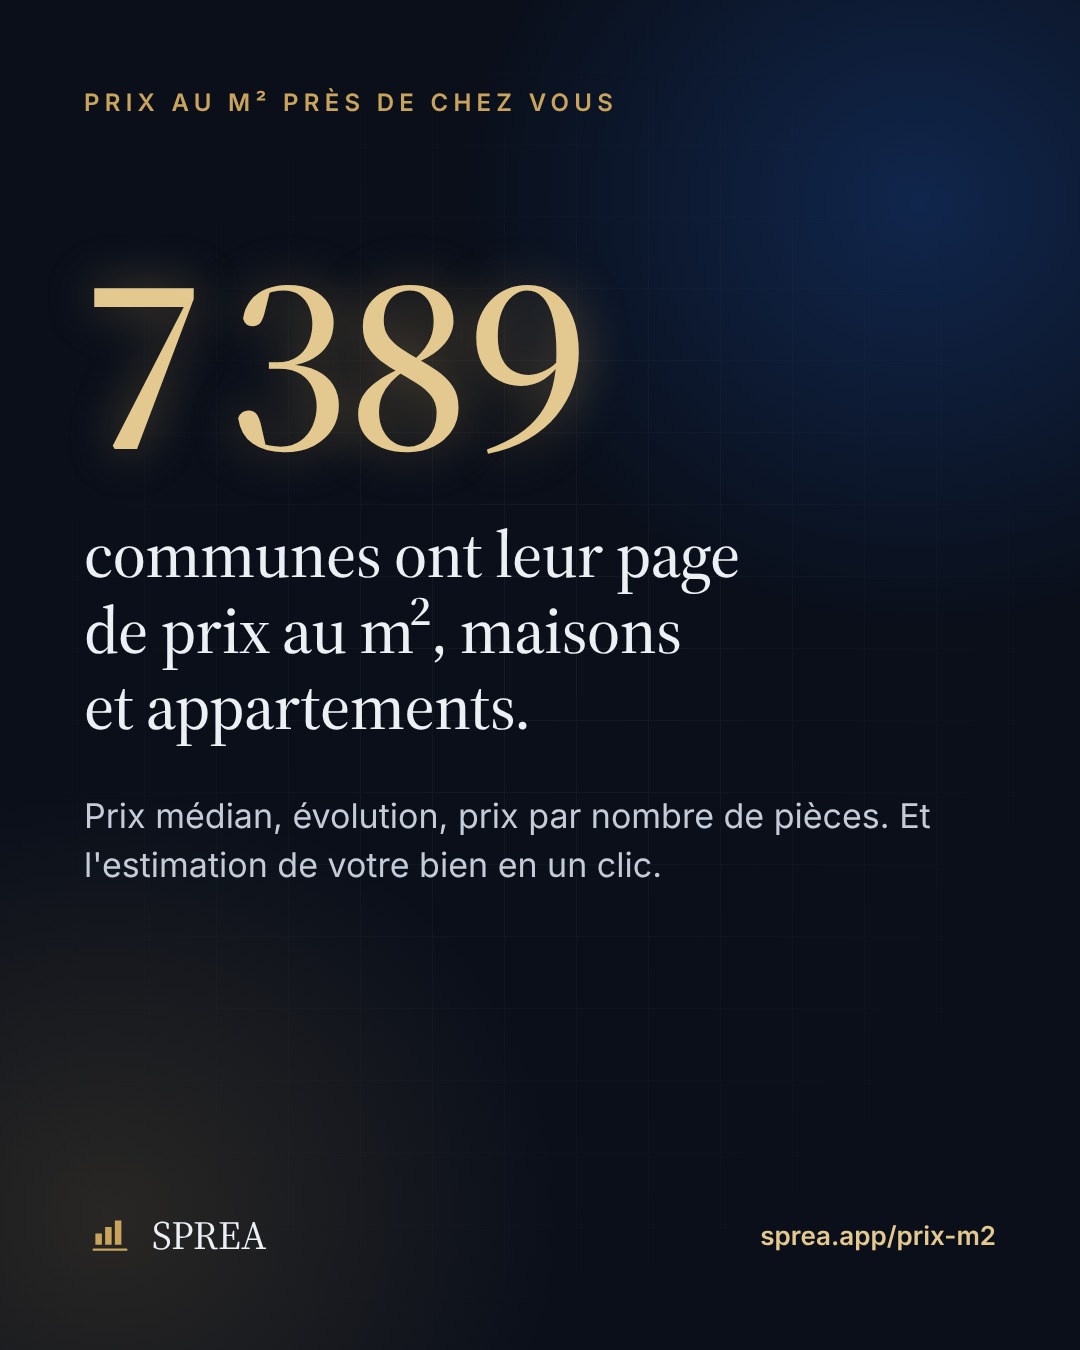 PRIX AU M² PRÈS DE CHEZ VOUS
7 389
communes ont leur page
de prix au m², maisons
et appartements.
Prix médian, évolution, prix par nombre de pièces. Et
l'estimation de votre bien en un clic.
SPREA
sprea.app/prix-m2